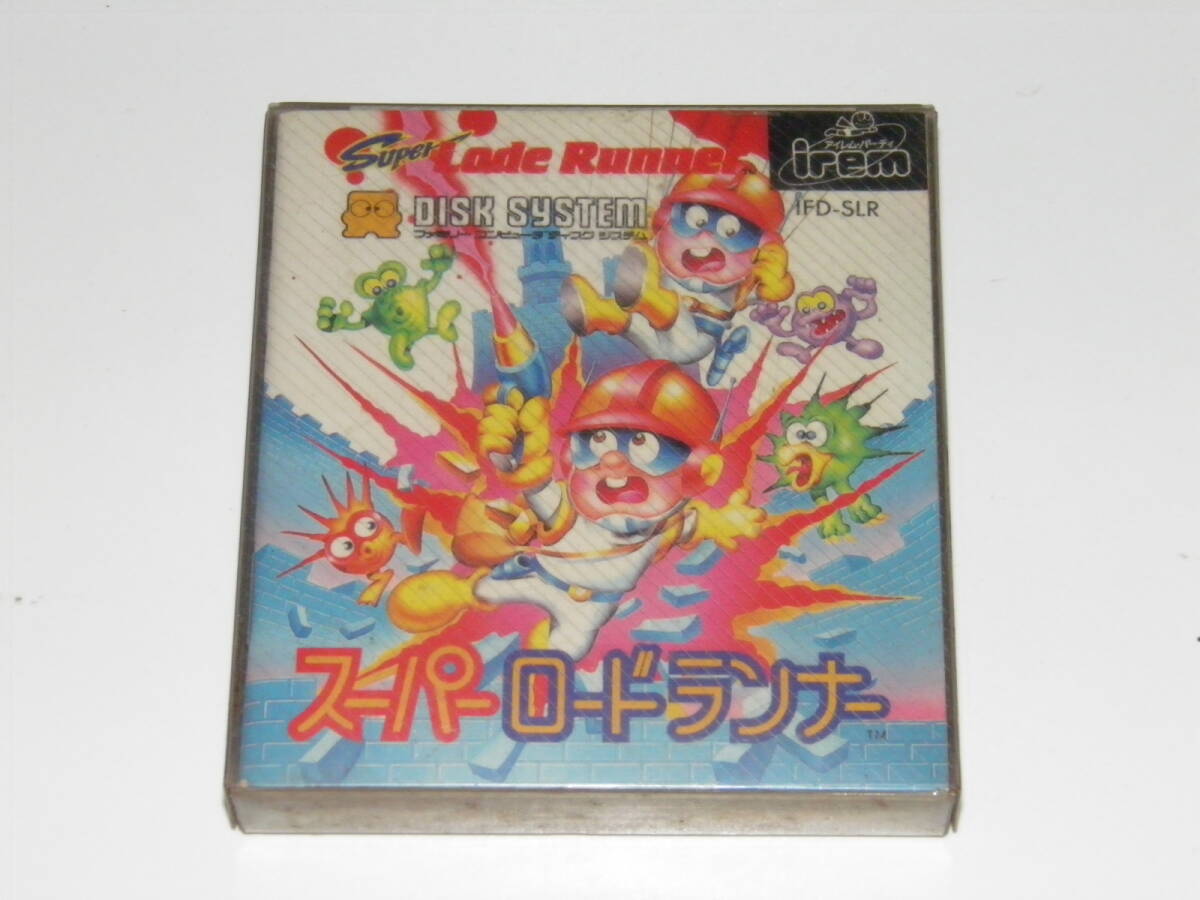 Super Lode Runner TM
アイレム・パーティ
irem
IFD-SLR
DISK SYSTEM
ファミリー コンピュータ ディスク システム
スーパー ロードランナー
TM